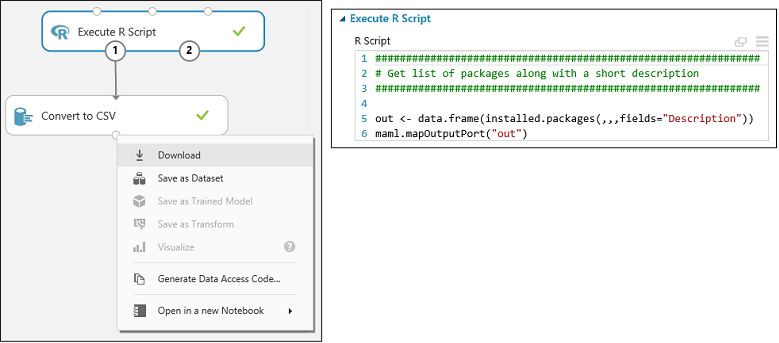 Execute R Script
1
2
Convert to CSV
Download
Save as Dataset
Save as Trained Model
Save as Transform
Visualize ?
Generate Data Access Code...
Open in a new Notebook
Execute R Script
R Script
1 ################################################################
2 # Get list of packages along with a short description
3 ################################################################
4
5 out <- data.frame(installed.packages(,,,fields="Description"))
6 maml.mapOutputPort("out")